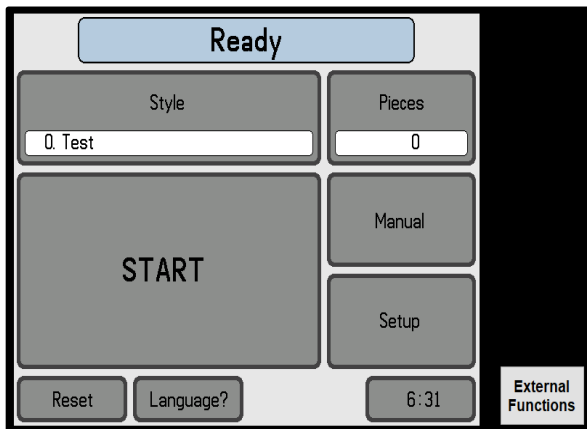 Ready
Style
Pieces
0. Test
0
START
Manual
Setup
Reset
Language?
6:31
External
Functions